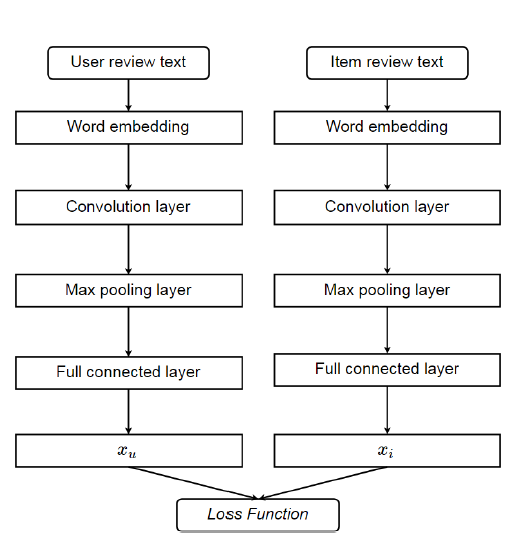 User review text
Item review text
Word embedding
Word embedding
Convolution layer
Convolution layer
Max pooling layer
Max pooling layer
Full connected layer
Full connected layer
x_u
x_i
Loss Function